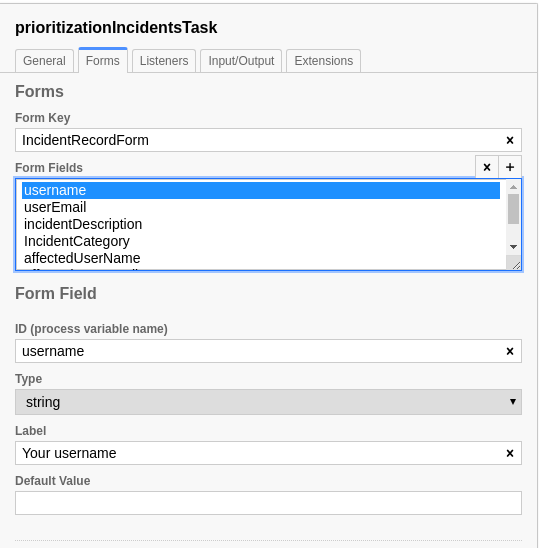 prioritizationIncidentsTask
General Forms Listeners Input/Output Extensions
Forms
Form Key
IncidentRecordForm ×
Form Fields × +
username
userEmail
incidentDescription
IncidentCategory
affectedUserName
Form Field
ID (process variable name)
username ×
Type
string
Label
Your username ×
Default Value